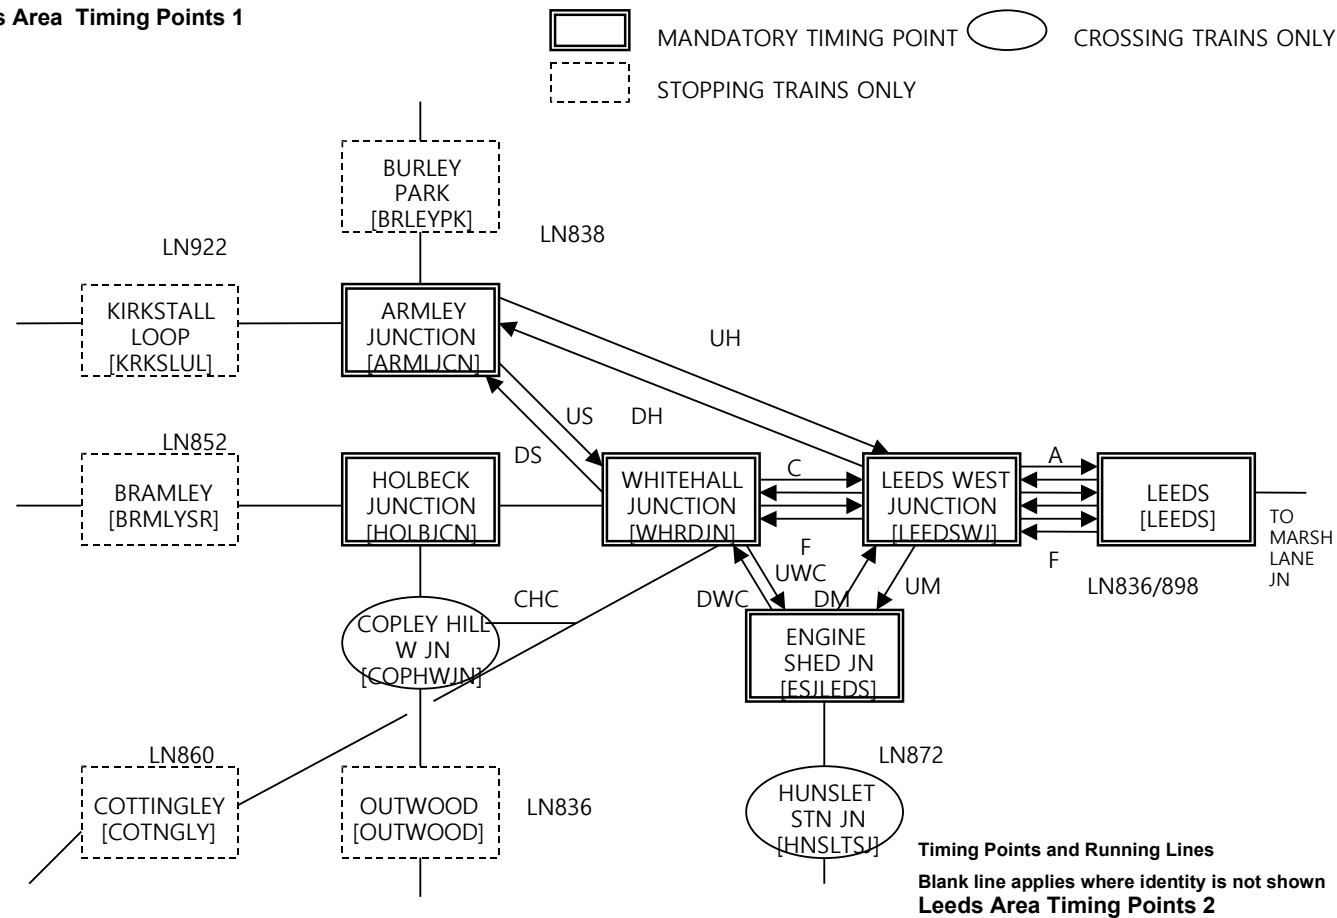 s Area Timing Points 1
MANDATORY TIMING POINT
CROSSING TRAINS ONLY
STOPPING TRAINS ONLY
BURLEY
PARK
[BRLEYPK]
LN838
LN922
KIRKSTALL
LOOP
[KRKSLUL]
ARMLEY
JUNCTION
[ARMLJCN]
UH
US
DH
DS
LN852
BRAMLEY
[BRMLYSR]
HOLBECK
JUNCTION
[HOLBJCN]
WHITEHALL
JUNCTION
[WHRDJN]
C
F
LEEDS WEST
JUNCTION
[LEEDSWJ]
A
F
LEEDS
[LEEDS]
TO
MARSH
LANE
JN
LN836/898
UWC
DWC
DM
UM
CHC
COPLEY HILL
W JN
[COPHWJN]
ENGINE
SHED JN
[ESJLEDS]
LN860
COTTINGLEY
[COTNGLY]
OUTWOOD
[OUTWOOD]
LN836
LN872
HUNSLET
STN JN
[HNSLTSJ]
Timing Points and Running Lines
Blank line applies where identity is not shown
Leeds Area Timing Points 2